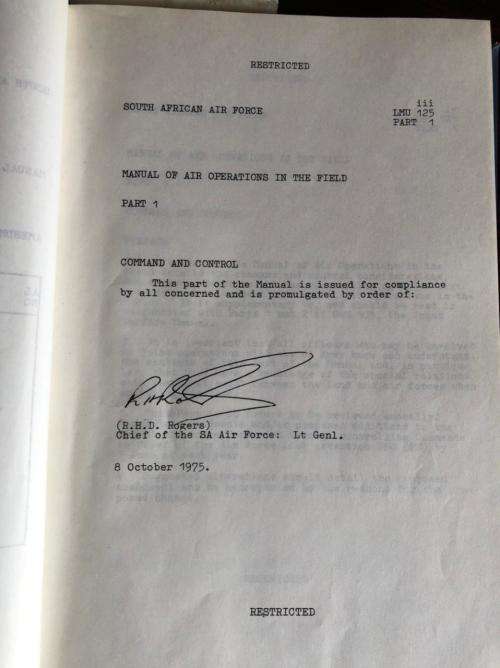 RESTRICTED
SOUTH AFRICAN AIR FORCE
iii
LMU 125
PART 1
MANUAL OF AIR OPERATIONS IN THE FIELD
PART 1
COMMAND AND CONTROL
This part of the Manual is issued for compliance
by all concerned and is promulgated by order of:
(R.H.D. Rogers)
Chief of the SA Air Force: Lt Genl.
8 October 1975.
RESTRICTED